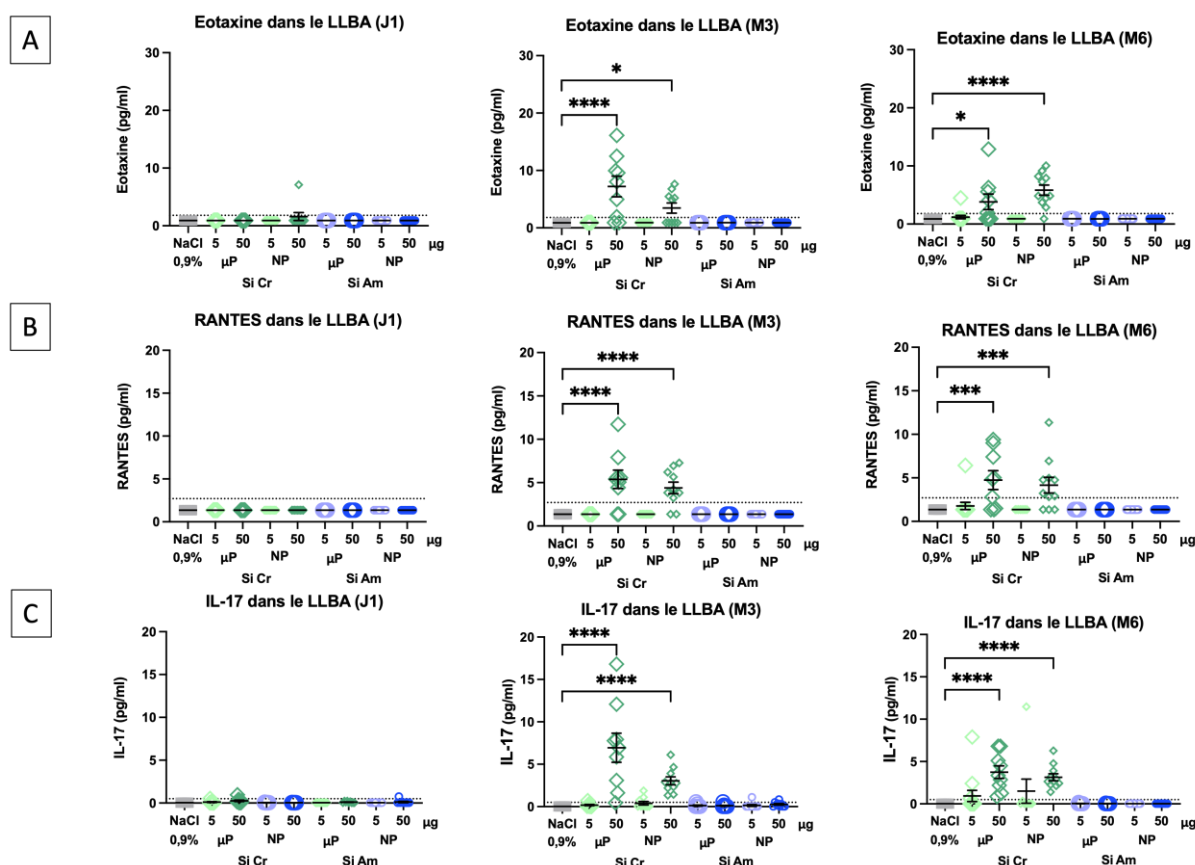 A
Eotaxine dans le LLBA (J1)
Eotaxine (pg/ml)
30
20
10
0
NaCl 5 50 5 50 5 50 5 50 µg
0,9% µP NP µP NP
Si Cr Si Am
Eotaxine dans le LLBA (M3)
Eotaxine (pg/ml)
30
20
10
0
*
****
NaCl 5 50 5 50 5 50 5 50 µg
0,9% µP NP µP NP
Si Cr Si Am
Eotaxine dans le LLBA (M6)
Eotaxine (pg/ml)
30
20
10
0
****
*
NaCl 5 50 5 50 5 50 5 50 µg
0,9% µP NP µP NP
Si Cr Si Am
B
RANTES dans le LLBA (J1)
RANTES (pg/ml)
20
15
10
5
0
NaCl 5 50 5 50 5 50 5 50 µg
0,9% µP NP µP NP
Si Cr Si Am
RANTES dans le LLBA (M3)
RANTES (pg/ml)
20
15
10
5
0
****
****
NaCl 5 50 5 50 5 50 5 50 µg
0,9% µP NP µP NP
Si Cr Si Am
RANTES dans le LLBA (M6)
RANTES (pg/ml)
20
15
10
5
0
***
***
NaCl 5 50 5 50 5 50 5 50 µg
0,9% µP NP µP NP
Si Cr Si Am
C
IL-17 dans le LLBA (J1)
IL-17 (pg/ml)
20
15
10
5
0
NaCl 5 50 5 50 5 50 5 50 µg
0,9% µP NP µP NP
Si Cr Si Am
IL-17 dans le LLBA (M3)
IL-17 (pg/ml)
20
15
10
5
0
****
****
NaCl 5 50 5 50 5 50 5 50 µg
0,9% µP NP µP NP
Si Cr Si Am
IL-17 dans le LLBA (M6)
IL-17 (pg/ml)
20
15
10
5
0
****
****
NaCl 5 50 5 50 5 50 5 50 µg
0,9% µP NP µP NP
Si Cr Si Am